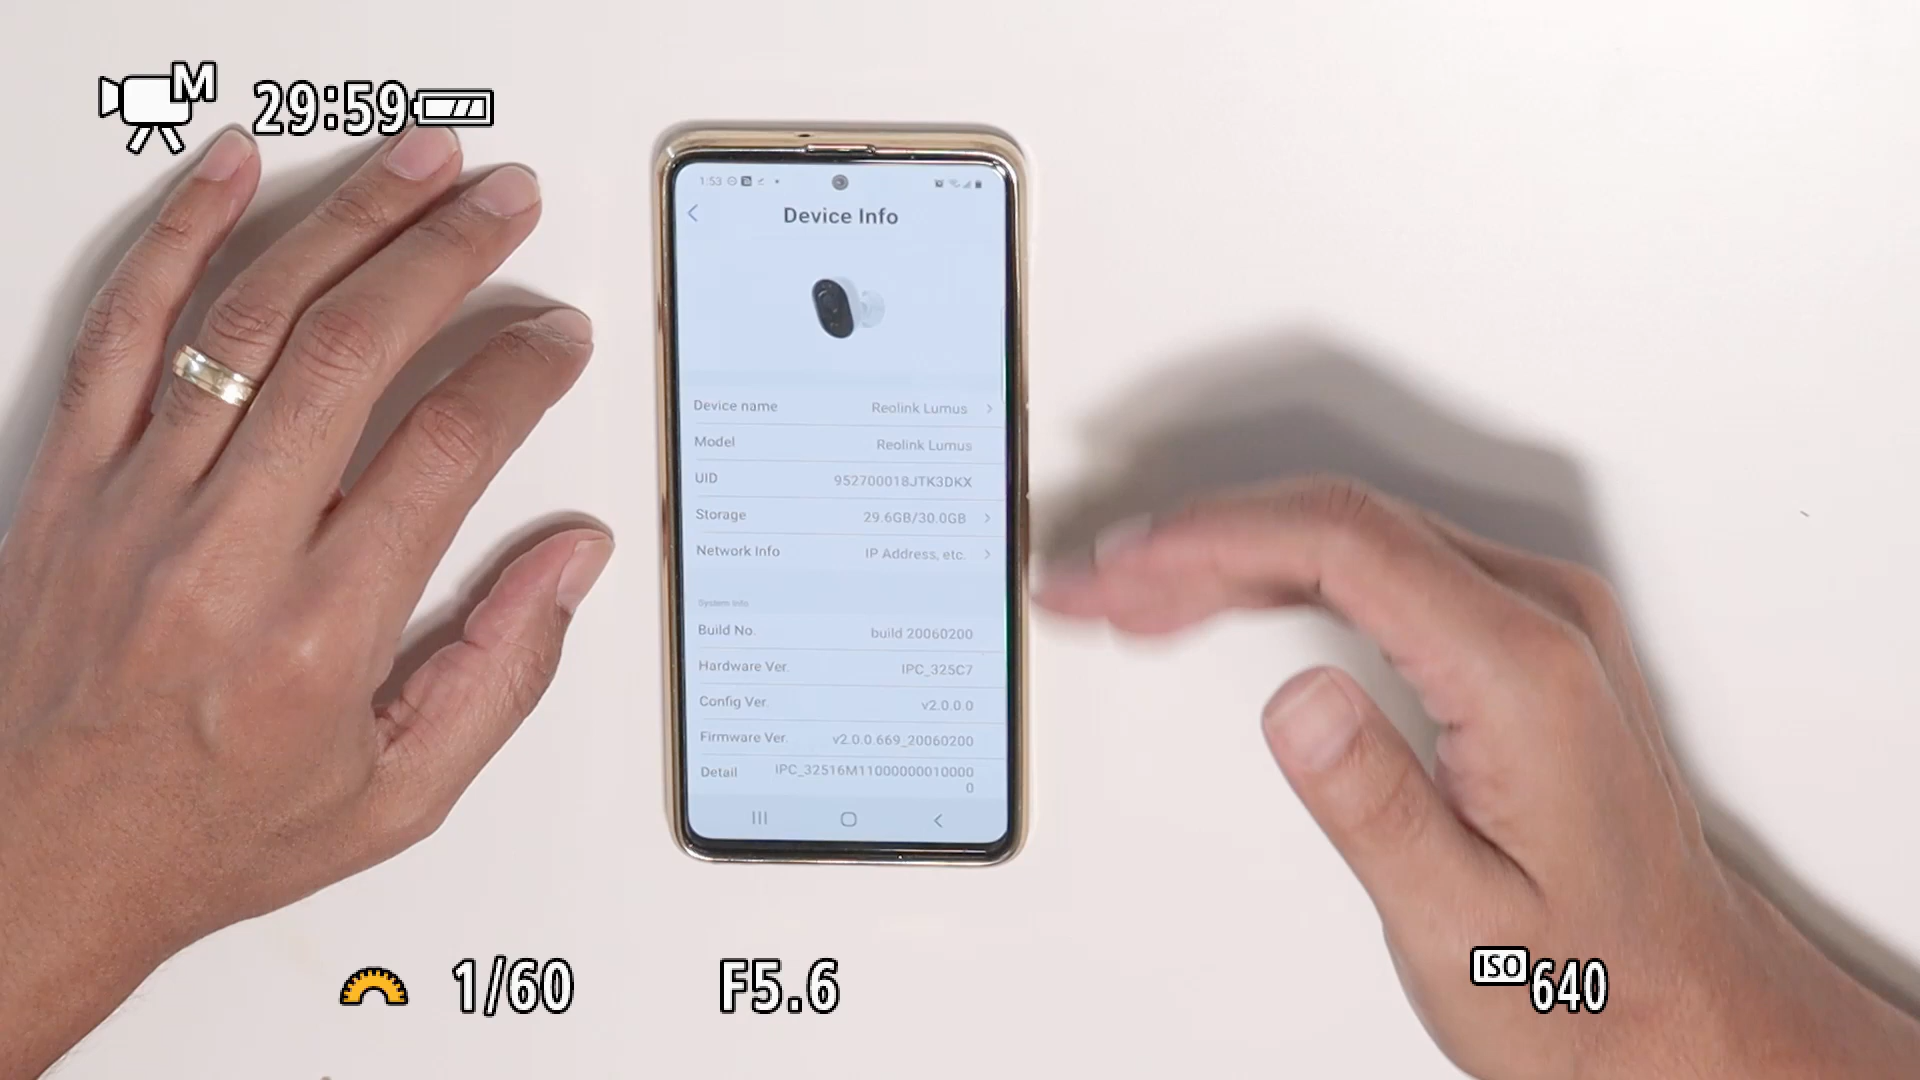 M 29:59
1:53
Device Info
Device name Reolink Lumus
Model Reolink Lumus
UID 952700018JTK3DKX
Storage 29.6GB/30.0GB
Network Info IP Address, etc.
System Info
Build No. build 20060200
Hardware Ver. IPC_325C7
Config Ver. v2.0.0.0
Firmware Ver. v2.0.0.669_20060200
Detail IPC_32516M11000000010000
0
1/60 F5.6 ISO 640